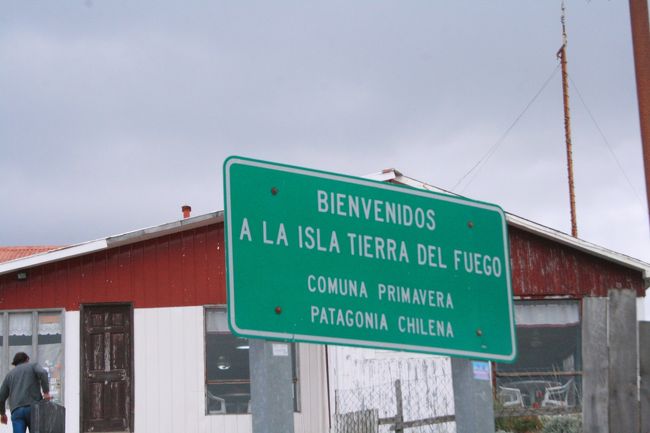 BIENVENIDOS
A LA ISLA TIERRA DEL FUEGO
COMUNA PRIMAVERA
PATAGONIA CHILENA